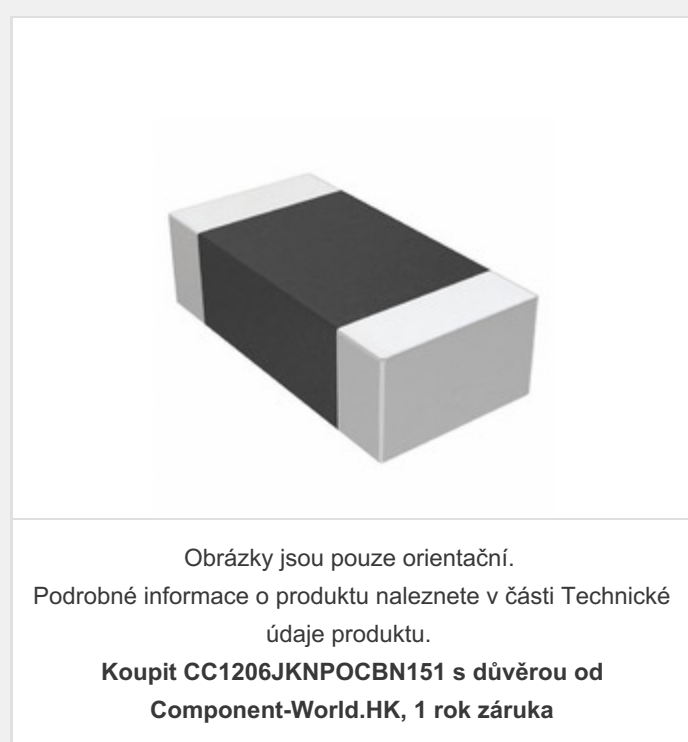 Obrázky jsou pouze orientační.
Podrobné informace o produktu naleznete v části Technické
údaje produktu.
Koupit CC1206JKNPOCBN151 s důvěrou od
Component-World.HK, 1 rok záruka